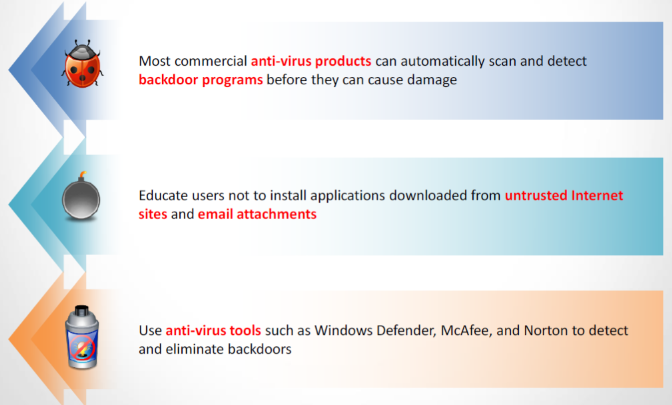 Most commercial anti-virus products can automatically scan and detect
backdoor programs before they can cause damage
Educate users not to install applications downloaded from untrusted Internet
sites and email attachments
Use anti-virus tools such as Windows Defender, McAfee, and Norton to detect
and eliminate backdoors